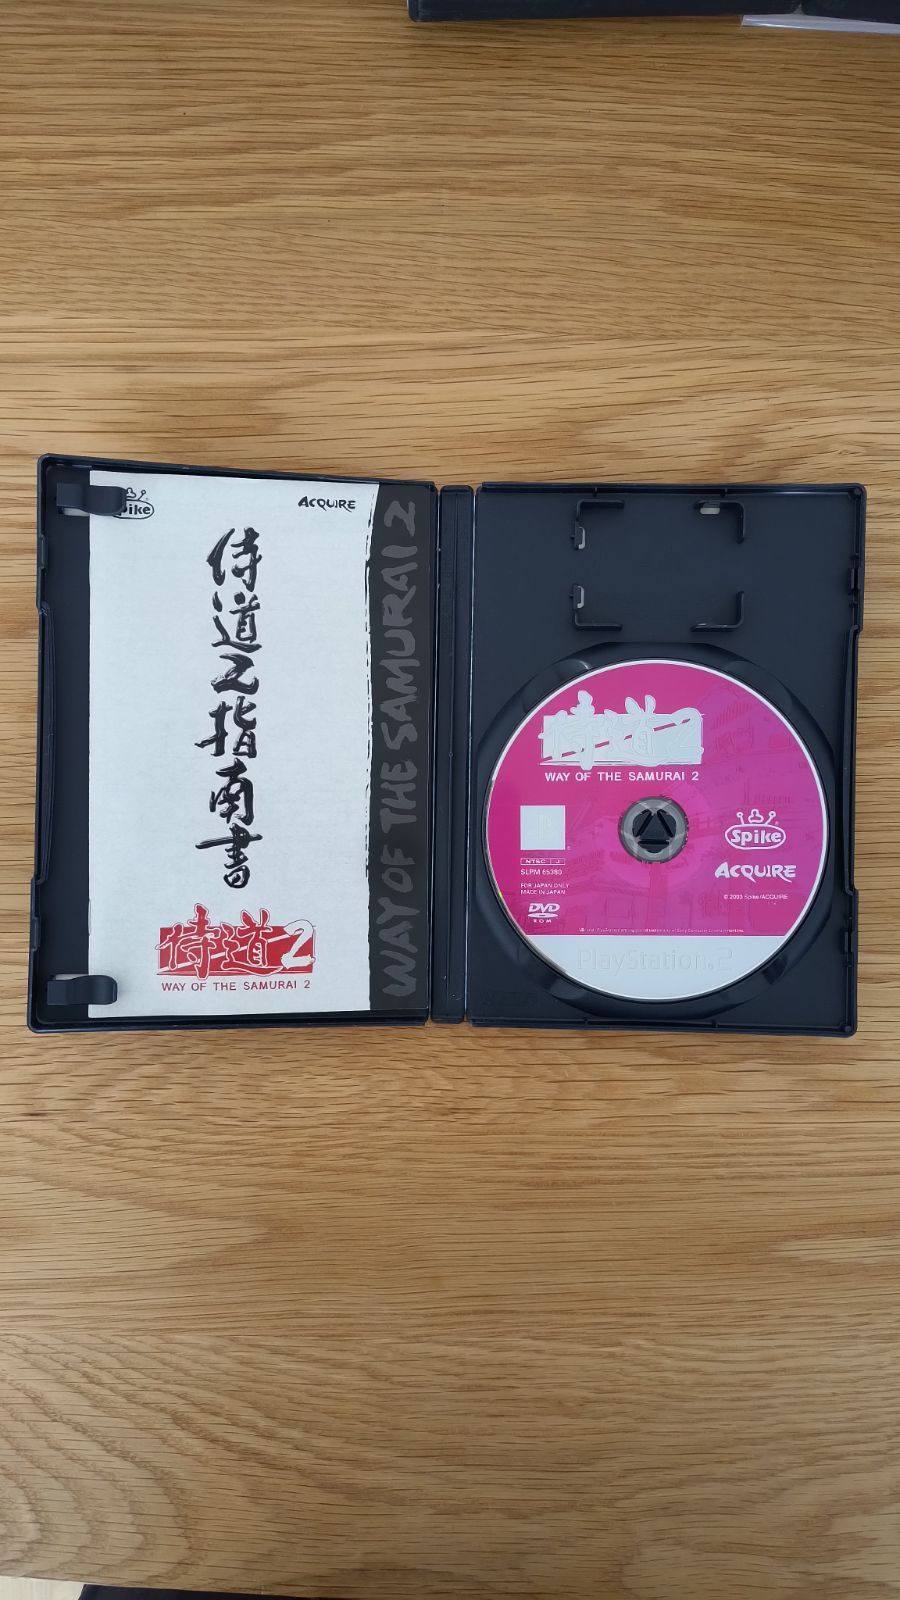 Spike
ACQUIRE
侍道之指南書
侍道2
WAY OF THE SAMURAI 2
WAY OF THE SAMURAI 2
侍道2
WAY OF THE SAMURAI 2
NTSC J
SLPM 65380
FOR JAPAN ONLY
MADE IN JAPAN
DVD
ROM
Spike
ACQUIRE
© 2003 Spike/ACQUIRE
PlayStation.2